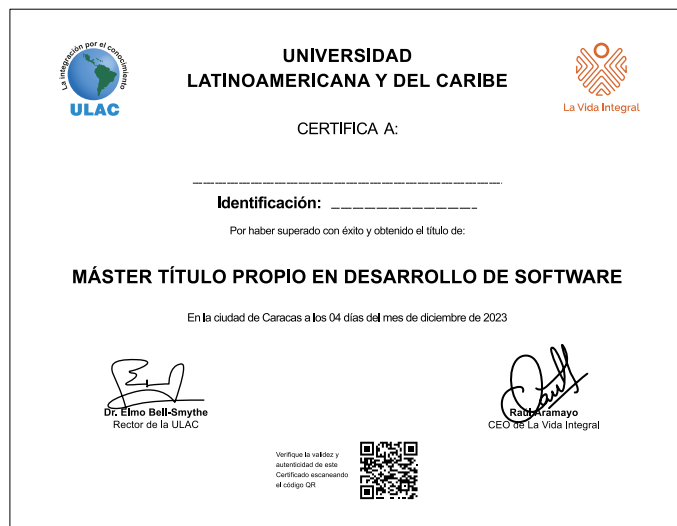 La integración por el conocimiento
ULAC
UNIVERSIDAD
LATINOAMERICANA Y DEL CARIBE
La Vida Integral
CERTIFICA A:
Identificación:
Por haber superado con éxito y obtenido el título de:
MÁSTER TÍTULO PROPIO EN DESARROLLO DE SOFTWARE
En la ciudad de Caracas a los 04 días del mes de diciembre de 2023
Dr. Elmo Bell-Smythe
Rector de la ULAC
Raúl Aramayo
CEO de La Vida Integral
Verifique la validez y
autenticidad de este
Certificado escaneando
el código QR